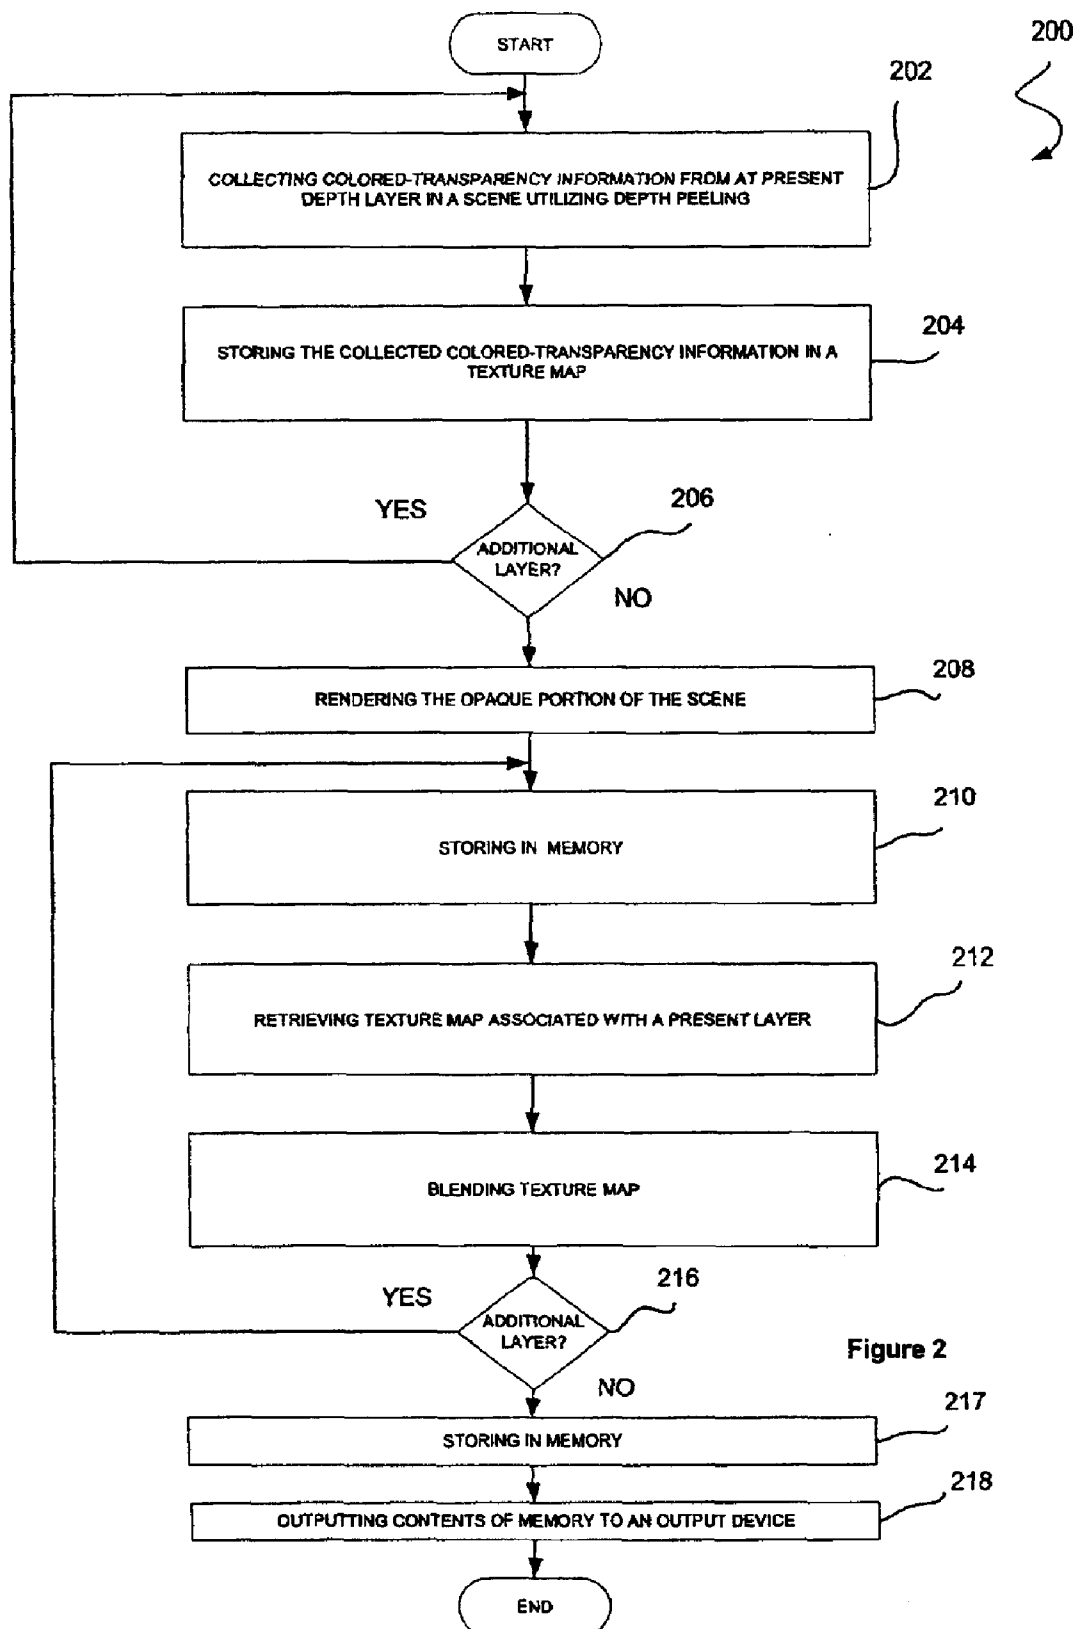 START
200
202
COLLECTING COLORED-TRANSPARENCY INFORMATION FROM AT PRESENT
DEPTH LAYER IN A SCENE UTILIZING DEPTH PEELING
204
STORING THE COLLECTED COLORED-TRANSPARENCY INFORMATION IN A
TEXTURE MAP
YES
206
ADDITIONAL
LAYER?
NO
208
RENDERING THE OPAQUE PORTION OF THE SCENE
210
STORING IN MEMORY
212
RETRIEVING TEXTURE MAP ASSOCIATED WITH A PRESENT LAYER
214
BLENDING TEXTURE MAP
YES
216
ADDITIONAL
LAYER?
Figure 2
NO
217
STORING IN MEMORY
218
OUTPUTTING CONTENTS OF MEMORY TO AN OUTPUT DEVICE
END